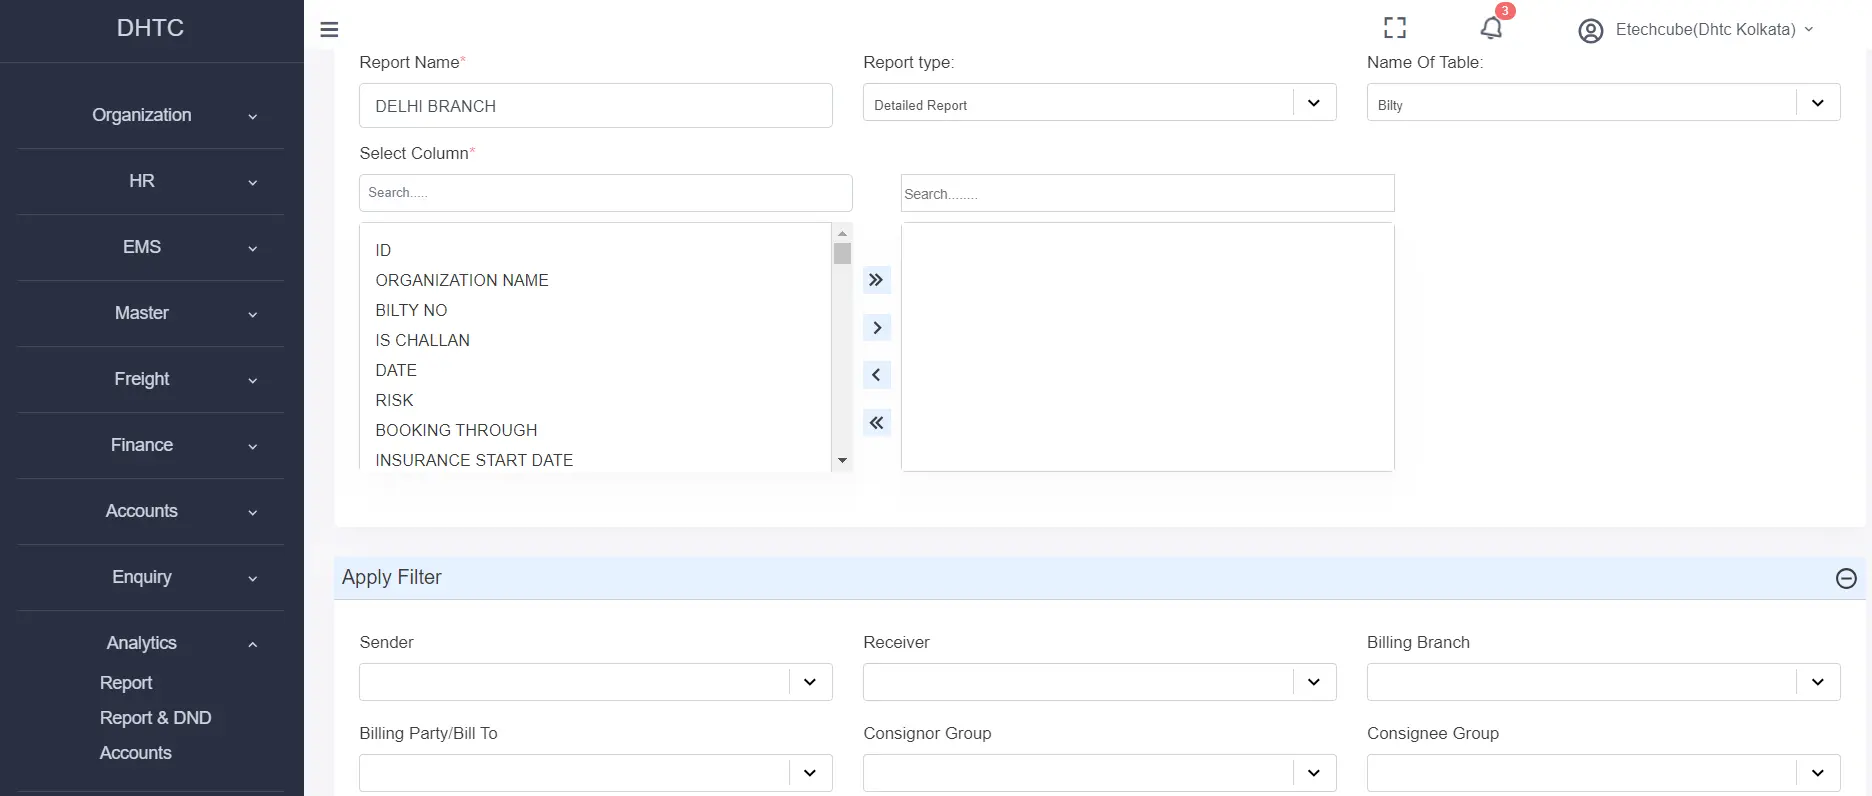 DHTC
3
Etechcube(Dhtc Kolkata)
Organization
HR
EMS
Master
Freight
Finance
Accounts
Enquiry
Analytics
Report
Report & DND
Accounts
Report Name*
Report type:
Name Of Table:
DELHI BRANCH
Detailed Report
Bilty
Select Column*
Search.....
Search........
ID
ORGANIZATION NAME
BILTY NO
IS CHALLAN
DATE
RISK
BOOKING THROUGH
INSURANCE START DATE
Apply Filter
Sender
Receiver
Billing Branch
Billing Party/Bill To
Consignor Group
Consignee Group